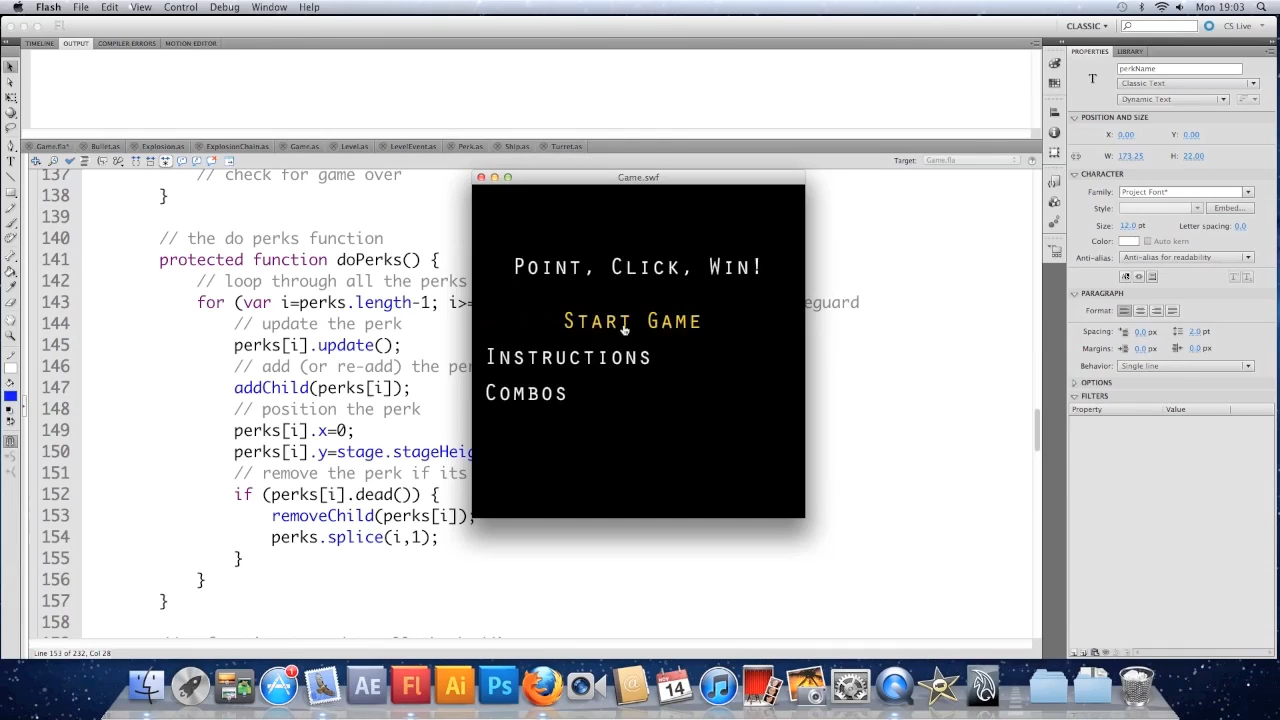 Flash File Edit View Control Debug Window Help Mon 19:03
CLASSIC CS Live
TIMELINE OUTPUT COMPILER ERRORS MOTION EDITOR
PROPERTIES LIBRARY
perkName
T Classic Text
Dynamic Text
POSITION AND SIZE
X: 0.00 Y: 0.00
W: 173.25 H: 22.00
CHARACTER
Family: Project Font*
Style: Embed...
Size: 12.0 pt Letter spacing: 0.0
Color: Auto kern
Anti-alias: Anti-alias for readability
PARAGRAPH
Format:
Spacing: 0.0 px 2.0 pt
Margins: 0.0 px 0.0 px
Behavior: Single line
OPTIONS
FILTERS
Property Value
Game.fla* Bullet.as Explosion.as ExplosionChain.as Game.as Level.as LevelEvent.as Perk.as Ship.as Turret.as
Target: Game.fla
137 // check for game over
138 }
139
140 // the do perks function
141 protected function doPerks() {
142 // loop through all the perks
143 for (var i=perks.length-1; i>= eguard
144 // update the perk
145 perks[i].update();
146 // add (or re-add) the pe
147 addChild(perks[i]);
148 // position the perk
149 perks[i].x=0;
150 perks[i].y=stage.stageHeig
151 // remove the perk if its
152 if (perks[i].dead()) {
153 removeChild(perks[i]);
154 perks.splice(i,1);
155 }
156 }
157 }
158
Line 153 of 232, Col 28
Game.swf
Point, Click, Win!
Start Game
Instructions
Combos
1
AE Fl Ai Ps
NOV
14